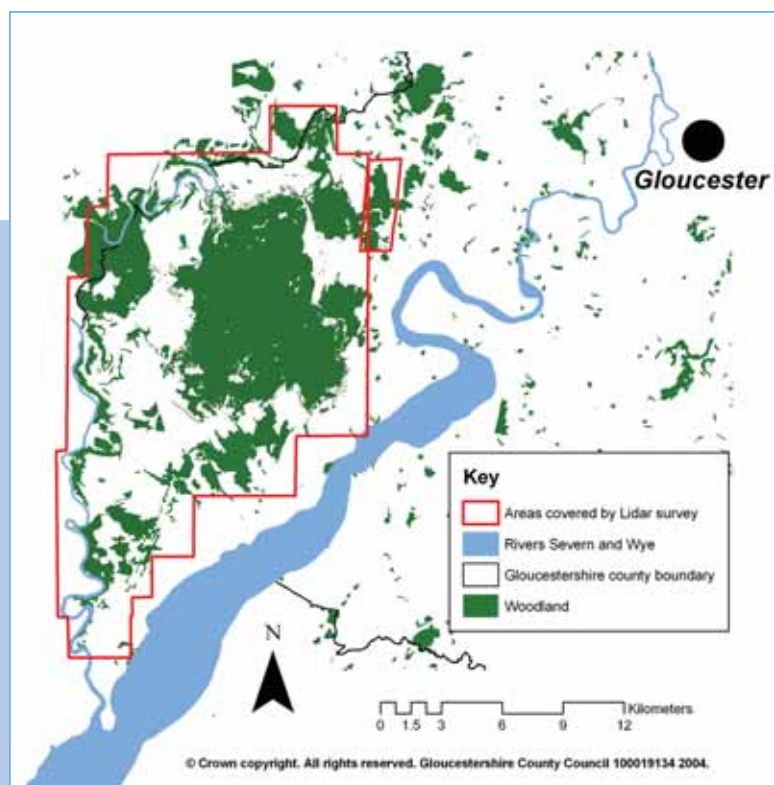 Gloucester
Key
Areas covered by Lidar survey
Rivers Severn and Wye
Gloucestershire county boundary
Woodland
N
Kilometers
0 1.5 3 6 9 12
© Crown copyright. All rights reserved. Gloucestershire County Council 100019134 2004.